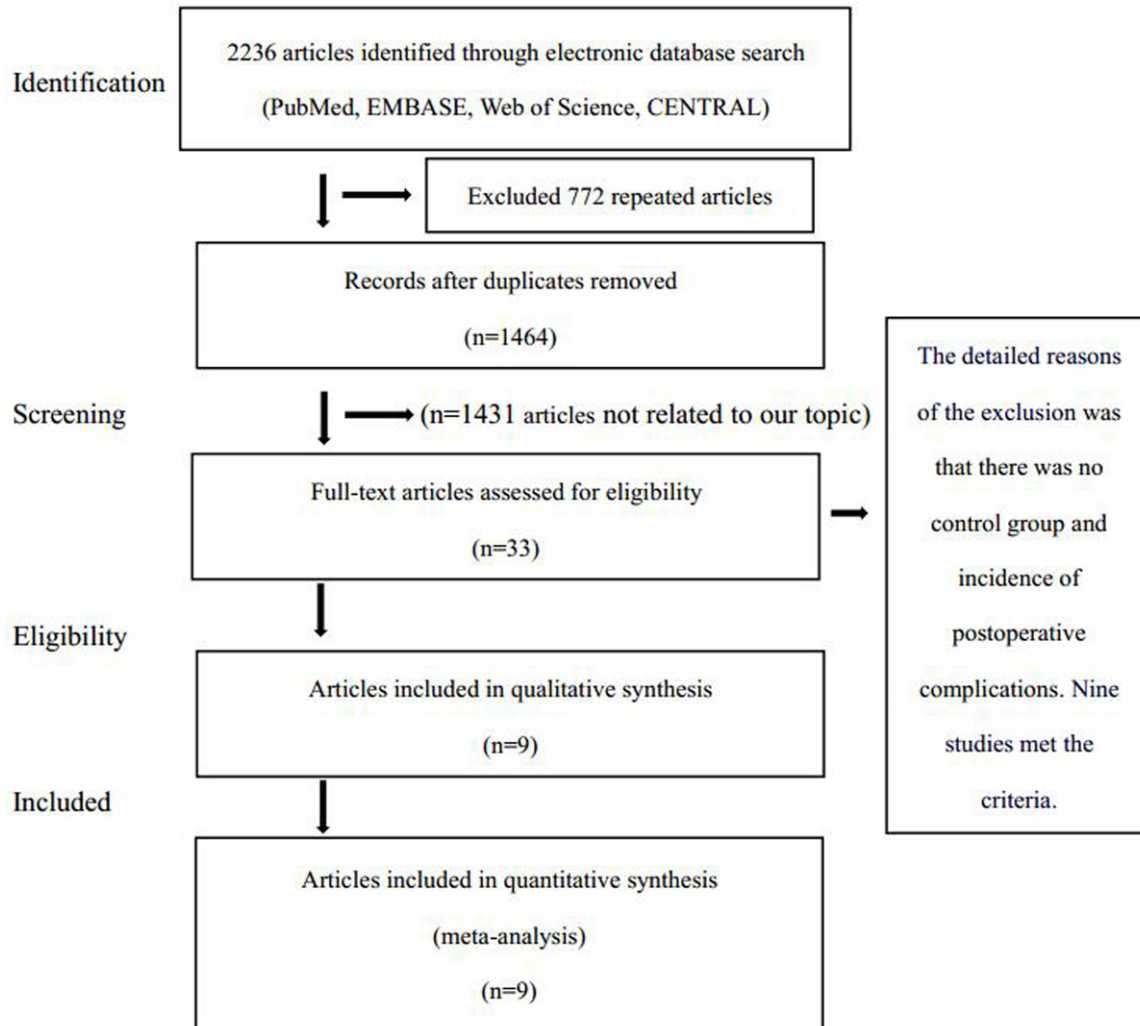 2236 articles identified through electronic database search
Identification
(PubMed, EMBASE, Web of Science, CENTRAL)
Excluded 772 repeated articles
Records after duplicates removed
(n=1464)
Screening
(n=1431 articles not related to our topic)
Full-text articles assessed for eligibility
(n=33)
The detailed reasons
of the exclusion was
that there was no
control group and
incidence of
postoperative
complications. Nine
studies met the
criteria.
Eligibility
Articles included in qualitative synthesis
(n=9)
Included
Articles included in quantitative synthesis
(meta-analysis)
(n=9)